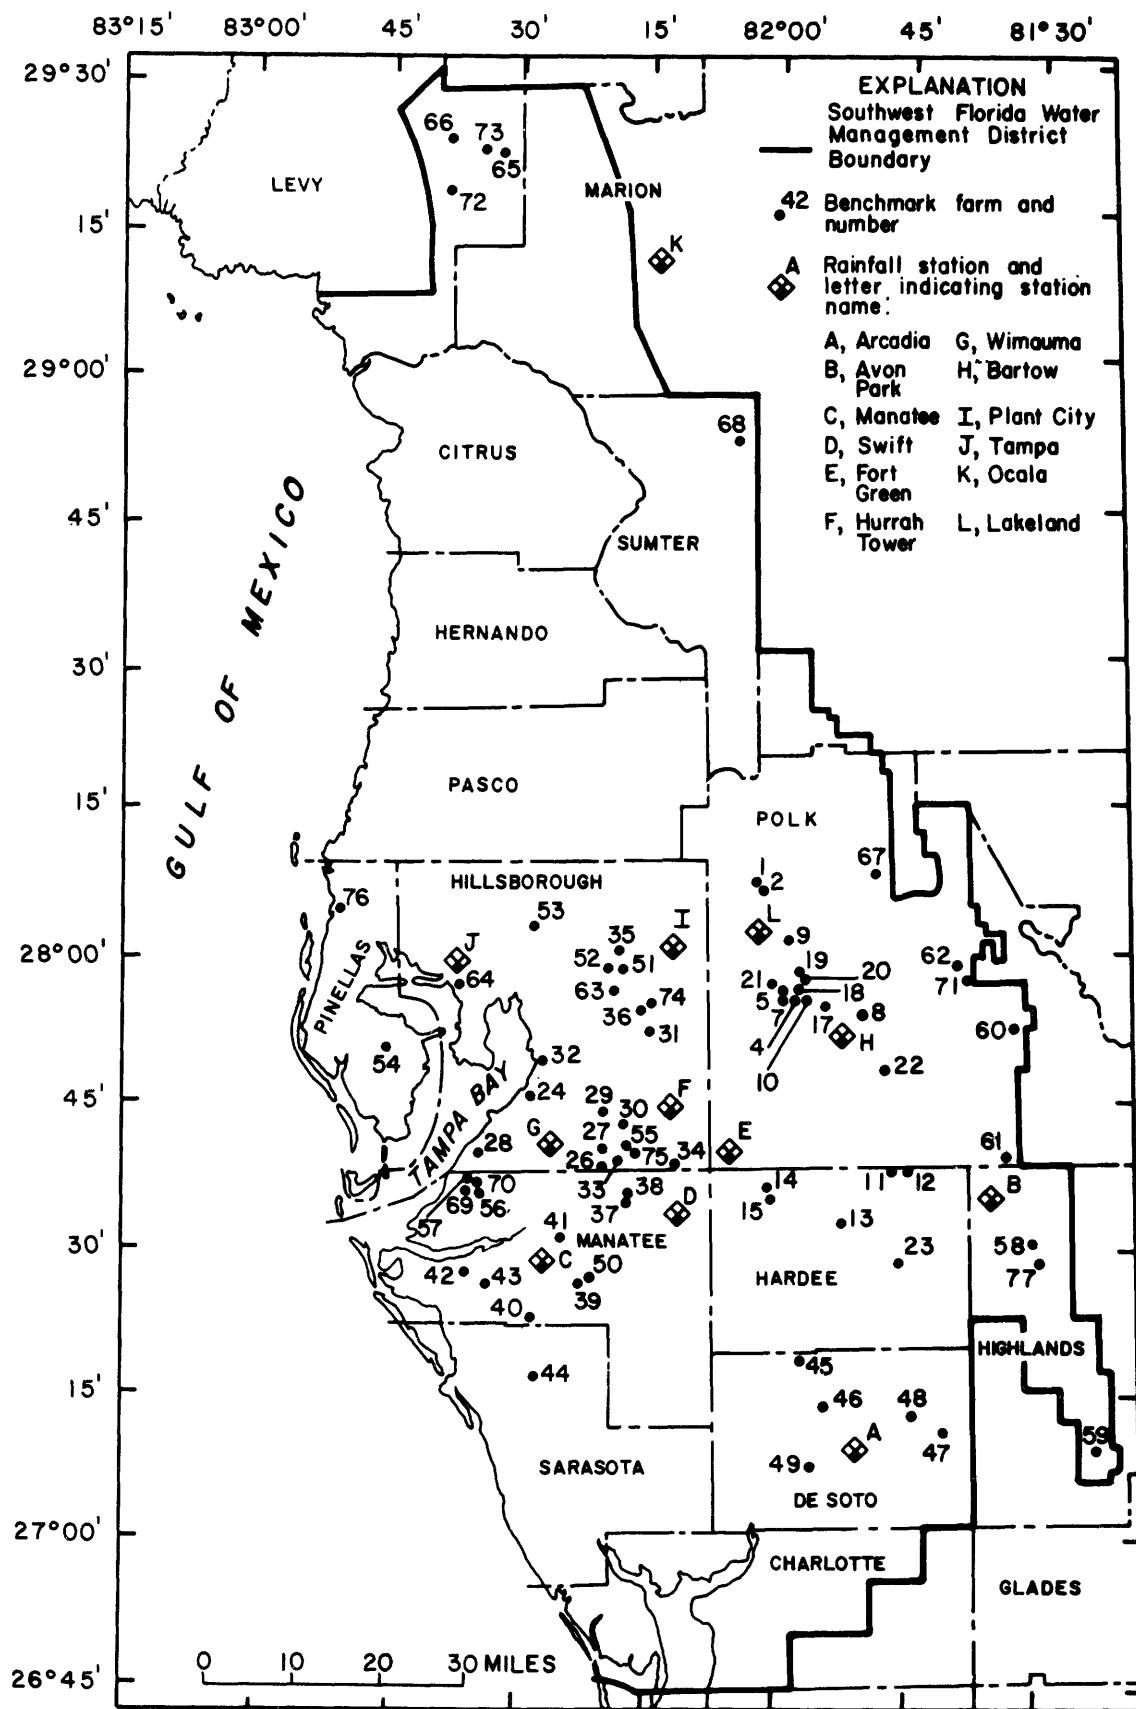 83°15' 83°00' 45' 30' 15' 82°00' 45' 81°30'
29°30'
15'
29°00'
45'
30'
15'
28°00'
45'
30'
15'
27°00'
26°45'
EXPLANATION
Southwest Florida Water
Management District
Boundary
42 Benchmark farm and
number
A Rainfall station and
letter indicating station
name.
A, Arcadia G, Wimauma
B, Avon H, Bartow
Park
C, Manatee I, Plant City
D, Swift J, Tampa
E, Fort K, Ocala
Green
F, Hurrah L, Lakeland
Tower
66 73
65
LEVY
72
MARION
K
68
CITRUS
SUMTER
GULF OF MEXICO
HERNANDO
PASCO
POLK
67
1
2
HILLSBOROUGH
76
53
I
L
9
35
52
51
J
64
PINELLAS
19
20
62
21
18
71
63
74
5
7
17
8
36
31
4
H
60
54
32
10
22
TAMPA BAY
24
29
30
F
G
E
28
27
55
61
26
75
34
33
38
14
11
12
B
70
69
56
37
D
15
13
57
41
MANATEE
58
23
C
50
42
43
39
HARDEE
77
40
HIGHLANDS
44
45
46
48
A
59
47
49
SARASOTA
DE SOTO
CHARLOTTE
GLADES
0 10 20 30 MILES